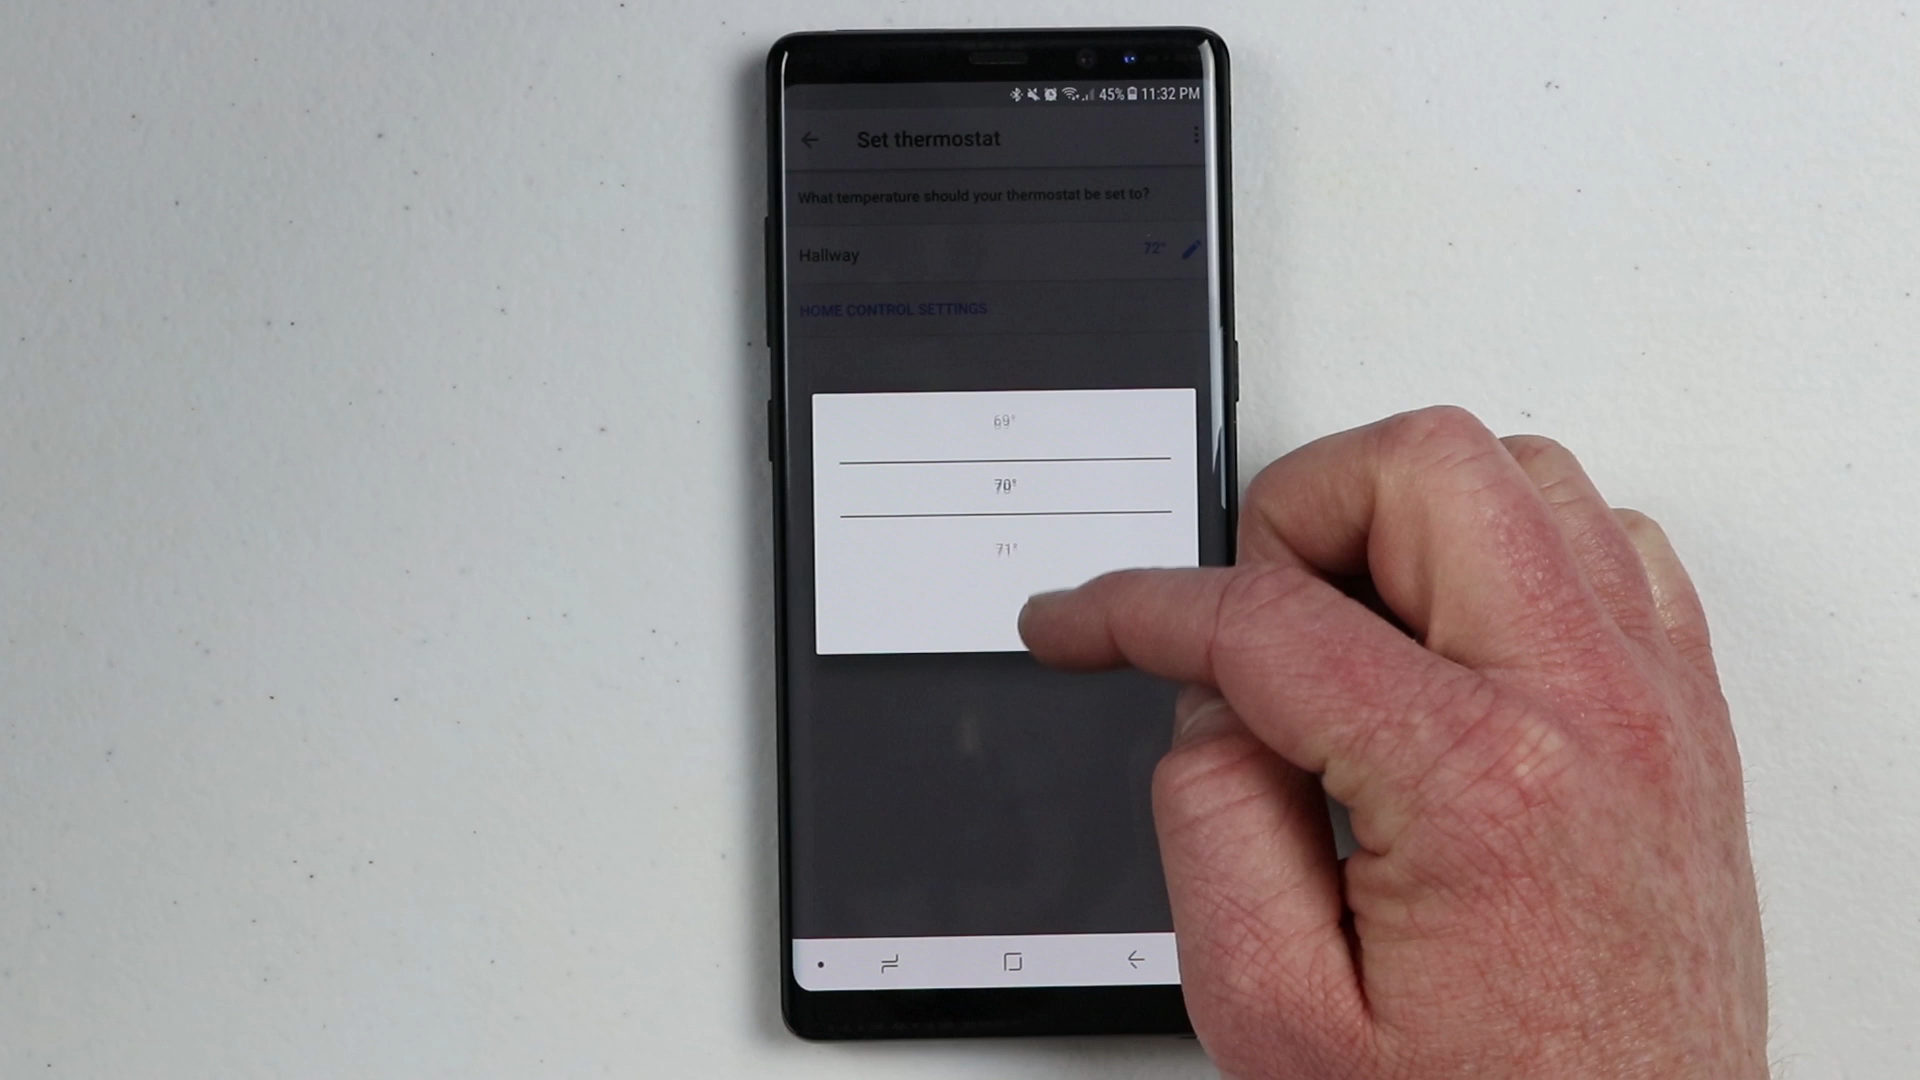 45% 11:32 PM
Set thermostat
What temperature should your thermostat be set to?
Hallway 72°
HOME CONTROL SETTINGS
69°
70°
71°